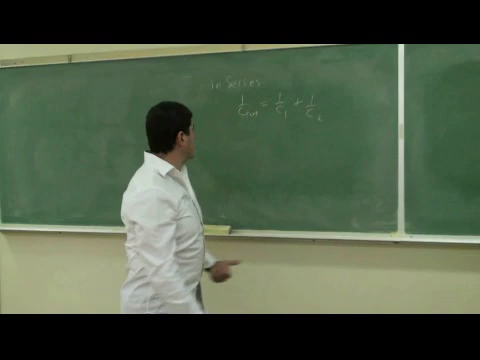 in Series
1/C_tot = 1/C_1 + 1/C_2